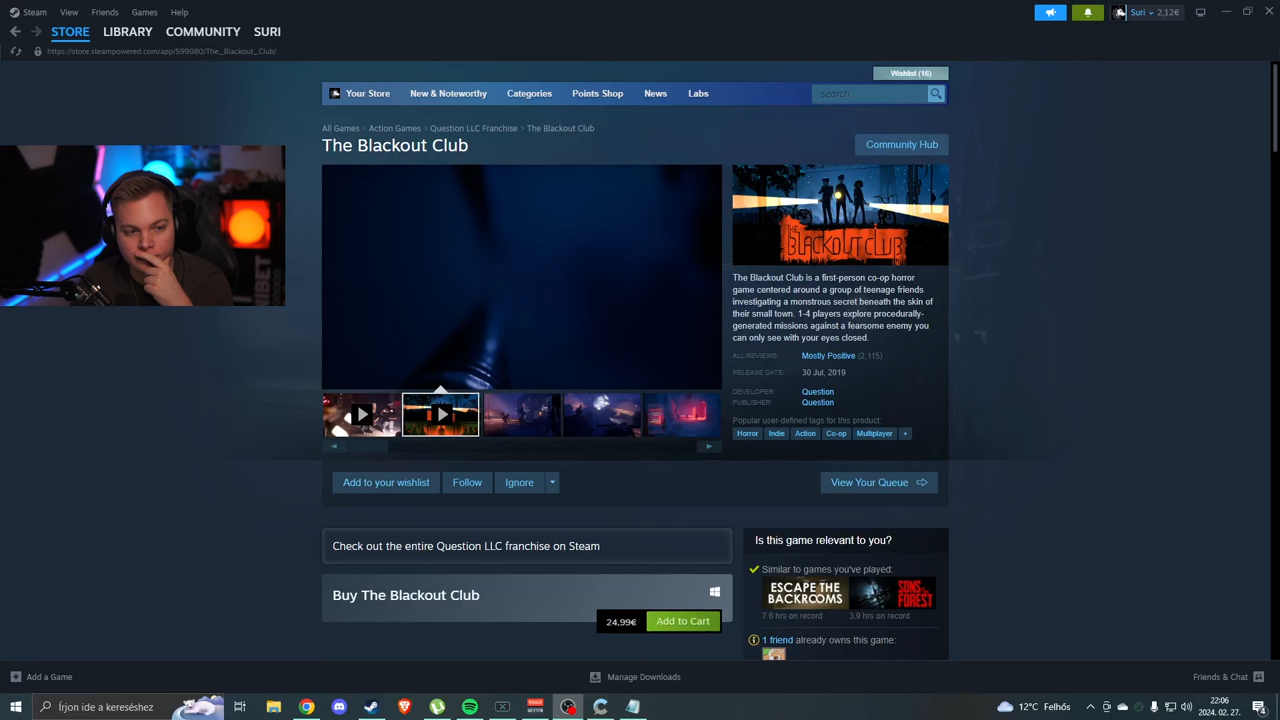 Steam View Friends Games Help
Suri 2,12€
STORE LIBRARY COMMUNITY SURI
https://store.steampowered.com/app/599080/The_Blackout_Club/
Wishlist (16)
Your Store New & Noteworthy Categories Points Shop News Labs search
All Games > Action Games > Question LLC Franchise > The Blackout Club
The Blackout Club
Community Hub
THE BLACKOUT CLUB
The Blackout Club is a first-person co-op horror
game centered around a group of teenage friends
investigating a monstrous secret beneath the skin of
their small town. 1-4 players explore procedurally-
generated missions against a fearsome enemy you
can only see with your eyes closed.
ALL REVIEWS: Mostly Positive (2,115)
RELEASE DATE: 30 Jul, 2019
DEVELOPER: Question
PUBLISHER: Question
Popular user-defined tags for this product:
Horror Indie Action Co-op Multiplayer +
Add to your wishlist Follow Ignore View Your Queue
Check out the entire Question LLC franchise on Steam
Is this game relevant to you?
Similar to games you've played:
ESCAPE THE
BACKROOMS
SONS OF THE
FOREST
7.6 hrs on record 3.9 hrs on record
Buy The Blackout Club
24,99€ Add to Cart
1 friend already owns this game:
Add a Game Manage Downloads Friends & Chat
Írjon ide a kereséshez
12°C Felhős
22:06
2024. 02. 27.